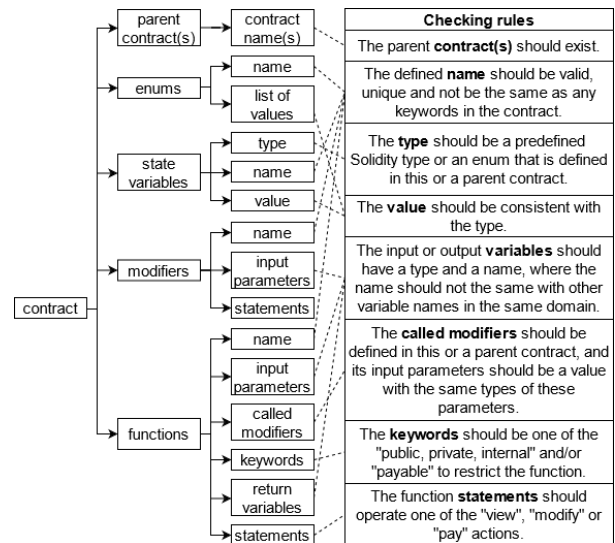 parent
contract(s)
contract
name(s)
enums
name
list of
values
state
variables
type
name
value
modifiers
name
input
parameters
statements
contract
functions
name
input
parameters
called
modifiers
keywords
return
variables
statements
Checking rules
The parent contract(s) should exist.
The defined name should be valid,
unique and not be the same as any
keywords in the contract.
The type should be a predefined
Solidity type or an enum that is defined
in this or a parent contract.
The value should be consistent with
the type.
The input or output variables should
have a type and a name, where the
name should not the same with other
variable names in the same domain.
The called modifiers should be
defined in this or a parent contract, and
its input parameters should be a value
with the same types of these
parameters.
The keywords should be one of the
"public, private, internal" and/or
"payable" to restrict the function.
The function statements should
operate one of the "view", "modify" or
"pay" actions.